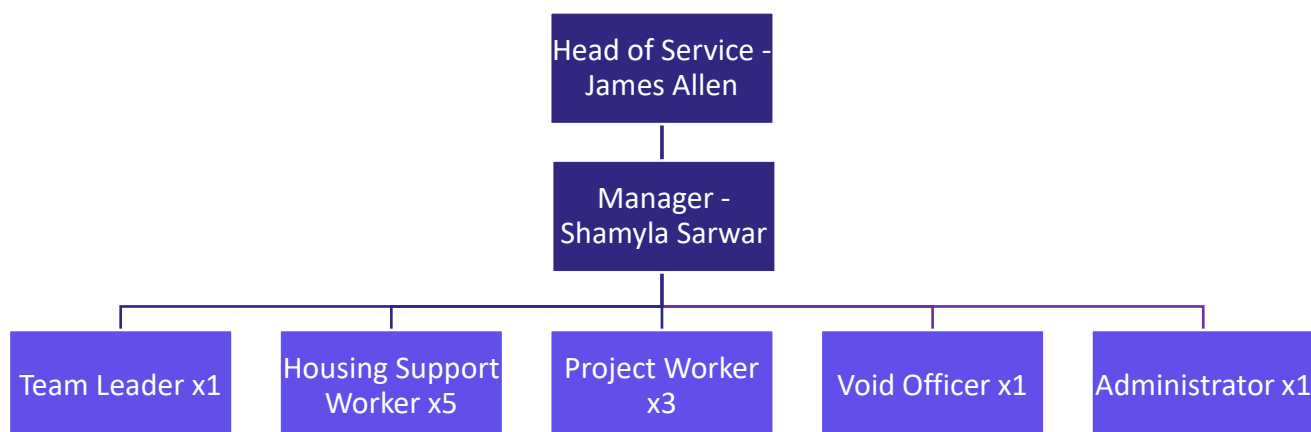 Head of Service -
James Allen
Manager -
Shamyla Sarwar
Team Leader x1
Housing Support
Worker x5
Project Worker
x3
Void Officer x1
Administrator x1